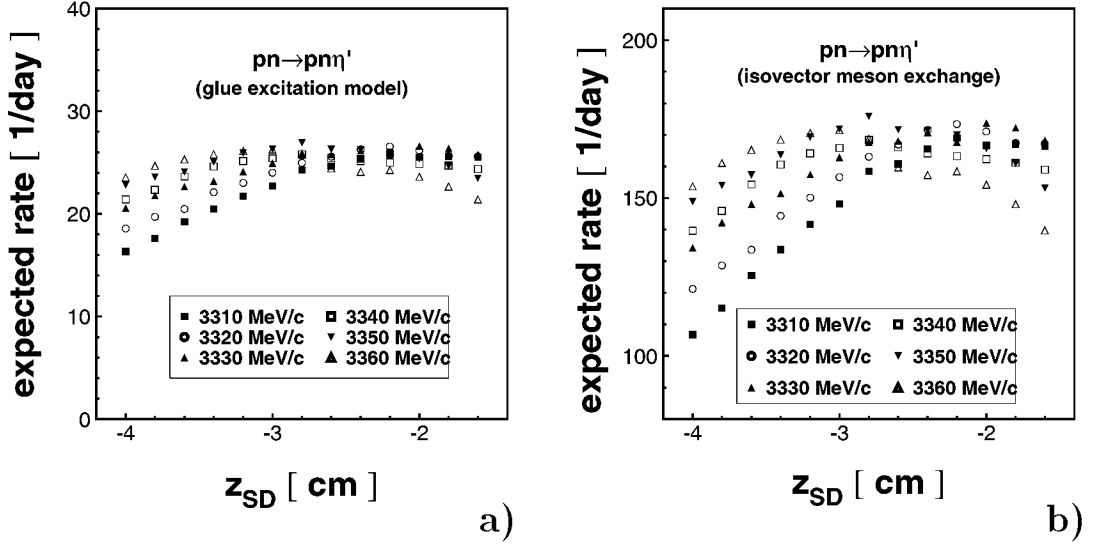 expected rate [ 1/day ]
40
30
20
10
0
pn→pnη'
(glue excitation model)
3310 MeV/c 3340 MeV/c
3320 MeV/c 3350 MeV/c
3330 MeV/c 3360 MeV/c
-4 -3 -2
z_SD [ cm ]
a)
expected rate [ 1/day ]
200
150
100
pn→pnη'
(isovector meson exchange)
3310 MeV/c 3340 MeV/c
3320 MeV/c 3350 MeV/c
3330 MeV/c 3360 MeV/c
-4 -3 -2
z_SD [ cm ]
b)